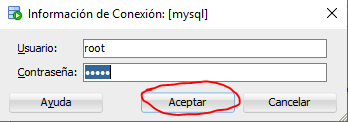 Información de Conexión: [mysql]
Usuario: root
Contraseña: •••••
Ayuda Aceptar Cancelar